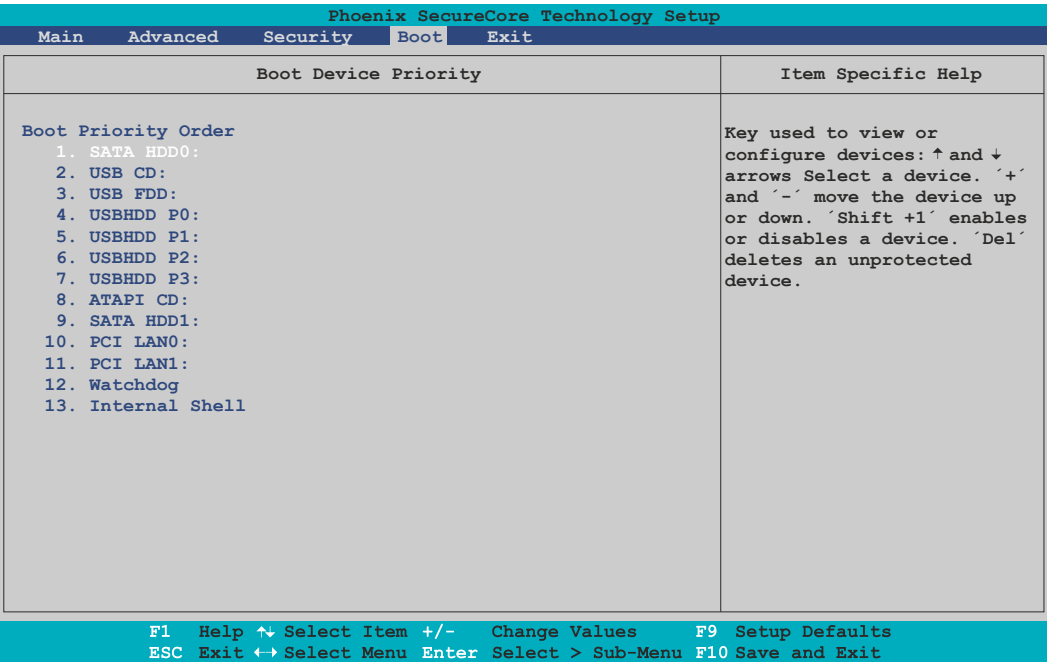 Phoenix SecureCore Technology Setup
Main Advanced Security Boot Exit
Boot Device Priority
Item Specific Help
Boot Priority Order
1. SATA HDD0:
2. USB CD:
3. USB FDD:
4. USBHDD P0:
5. USBHDD P1:
6. USBHDD P2:
7. USBHDD P3:
8. ATAPI CD:
9. SATA HDD1:
10. PCI LAN0:
11. PCI LAN1:
12. Watchdog
13. Internal Shell
Key used to view or
configure devices: ↑ and ↓
arrows Select a device. ´+´
and ´-´ move the device up
or down. ´Shift +1´ enables
or disables a device. ´Del´
deletes an unprotected
device.
F1 Help ↑↓ Select Item +/- Change Values F9 Setup Defaults
ESC Exit ↔ Select Menu Enter Select > Sub-Menu F10 Save and Exit